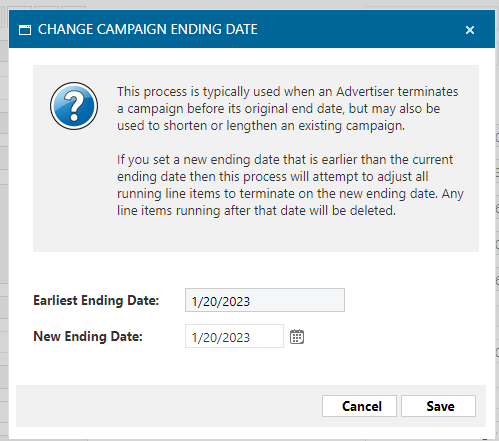 CHANGE CAMPAIGN ENDING DATE
This process is typically used when an Advertiser terminates
a campaign before its original end date, but may also be
used to shorten or lengthen an existing campaign.
If you set a new ending date that is earlier than the current
ending date then this process will attempt to adjust all
running line items to terminate on the new ending date. Any
line items running after that date will be deleted.
Earliest Ending Date: 1/20/2023
New Ending Date: 1/20/2023
Cancel Save